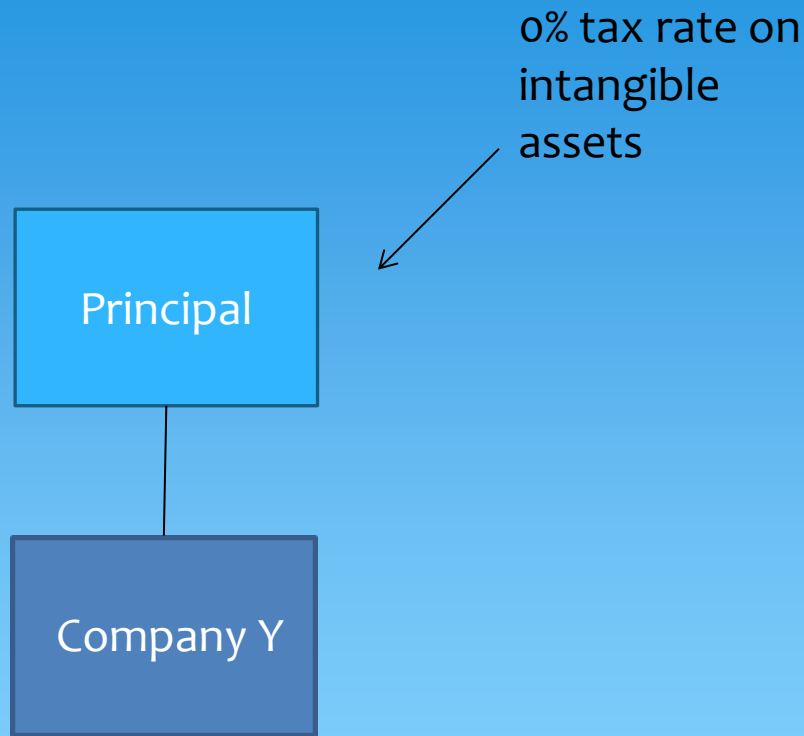 0% tax rate on
intangible
assets
Principal
Company Y